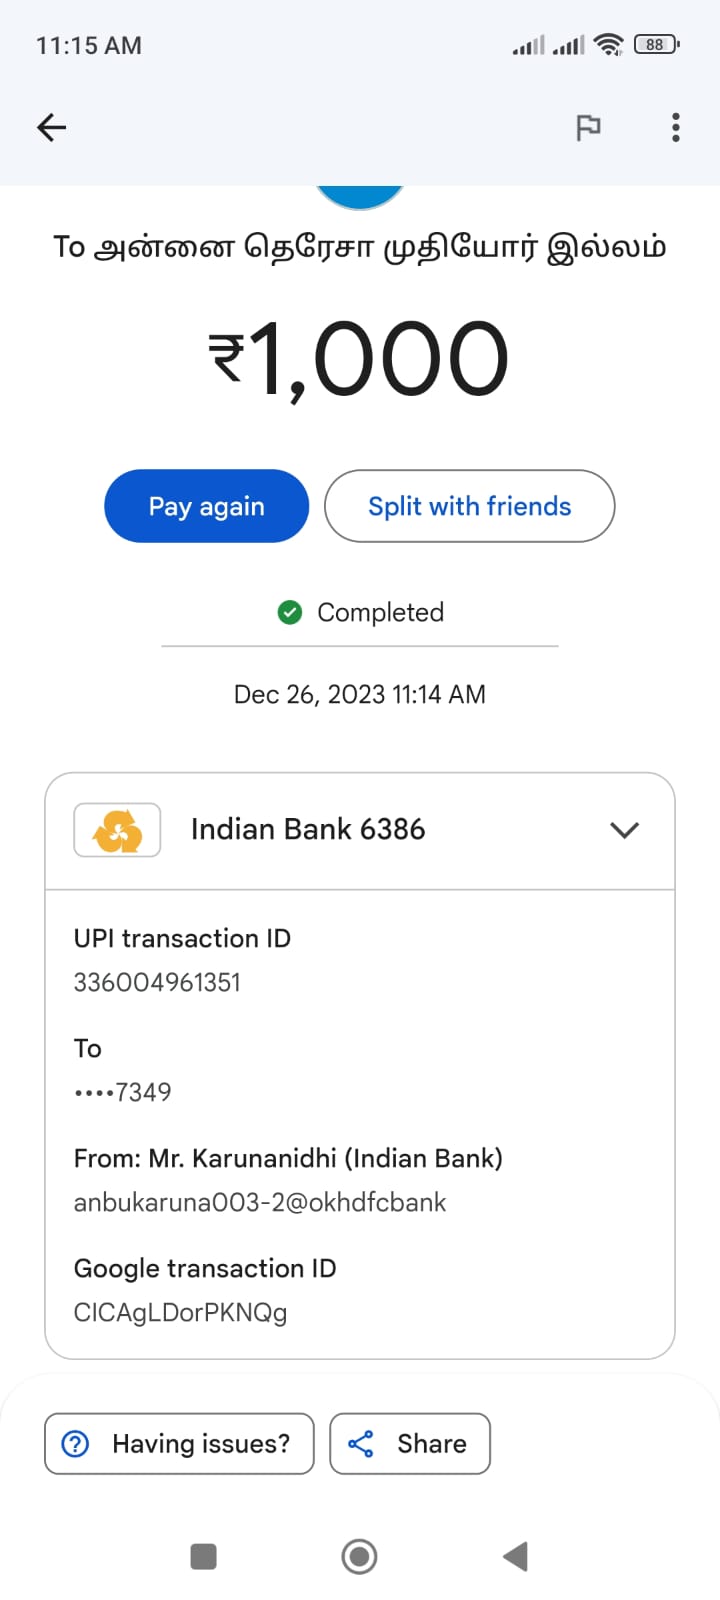 11:15 AM
88
To அன்னை தெரேசா முதியோர் இல்லம்
₹1,000
Pay again
Split with friends
Completed
Dec 26, 2023 11:14 AM
Indian Bank 6386
UPI transaction ID
336004961351
To
••••7349
From: Mr. Karunanidhi (Indian Bank)
anbukaruna003-2@okhdfcbank
Google transaction ID
CICAgLDorPKNQg
Having issues?
Share